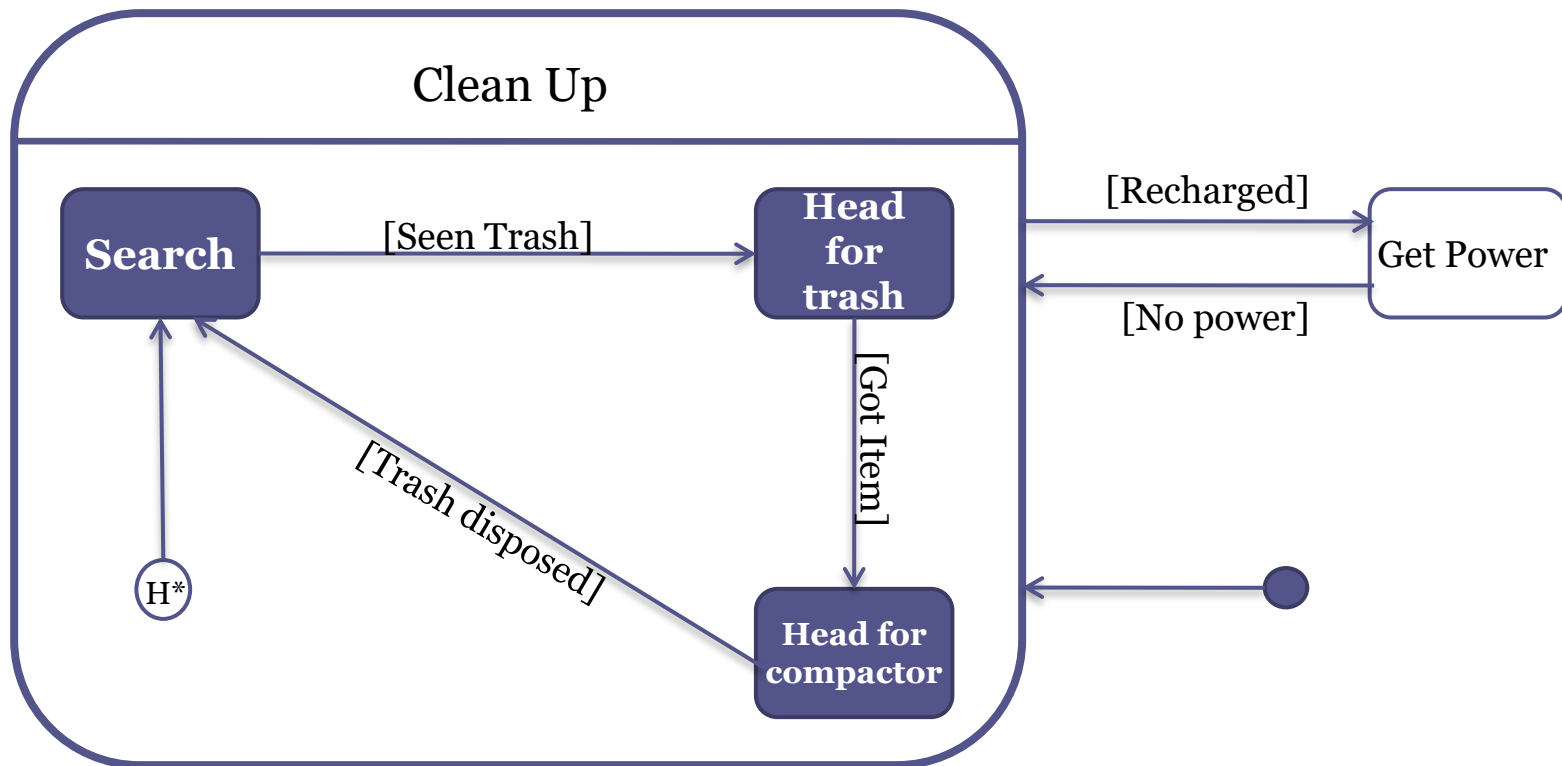 Clean Up
Search
[Seen Trash]
Head
for
trash
[Recharged]
Get Power
[No power]
[Got Item]
[Trash disposed]
H*
Head for
compactor